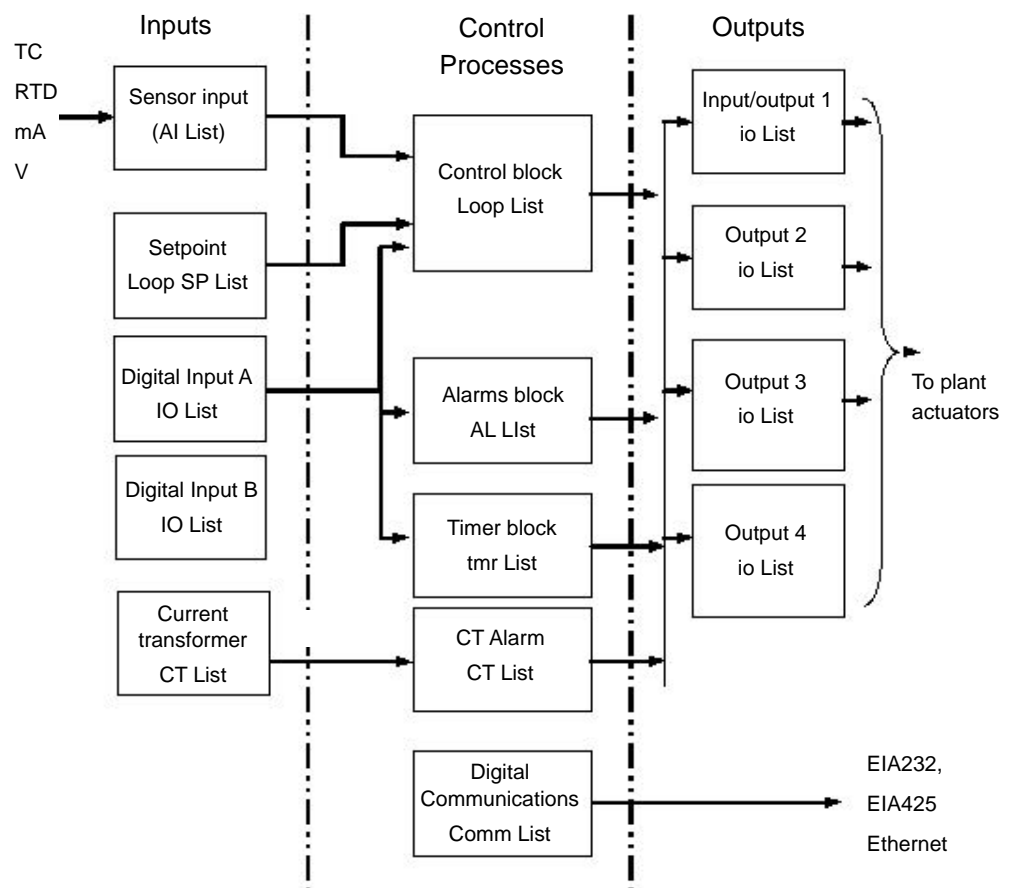 Inputs
Control
Processes
Outputs
TC
RTD
mA
V
Sensor input
(AI List)
Setpoint
Loop SP List
Digital Input A
IO List
Digital Input B
IO List
Current
transformer
CT List
Control block
Loop List
Alarms block
AL LIst
Timer block
tmr List
CT Alarm
CT List
Digital
Communications
Comm List
Input/output 1
io List
Output 2
io List
Output 3
io List
Output 4
io List
To plant
actuators
EIA232,
EIA425
Ethernet